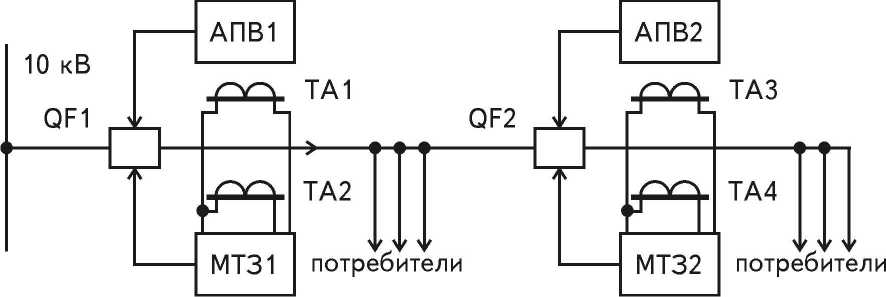 АПВ1
АПВ2
10 кВ
ТА1
ТА3
QF1
QF2
ТА2
ТА4
МТЗ1
потребители
МТЗ2
потребители